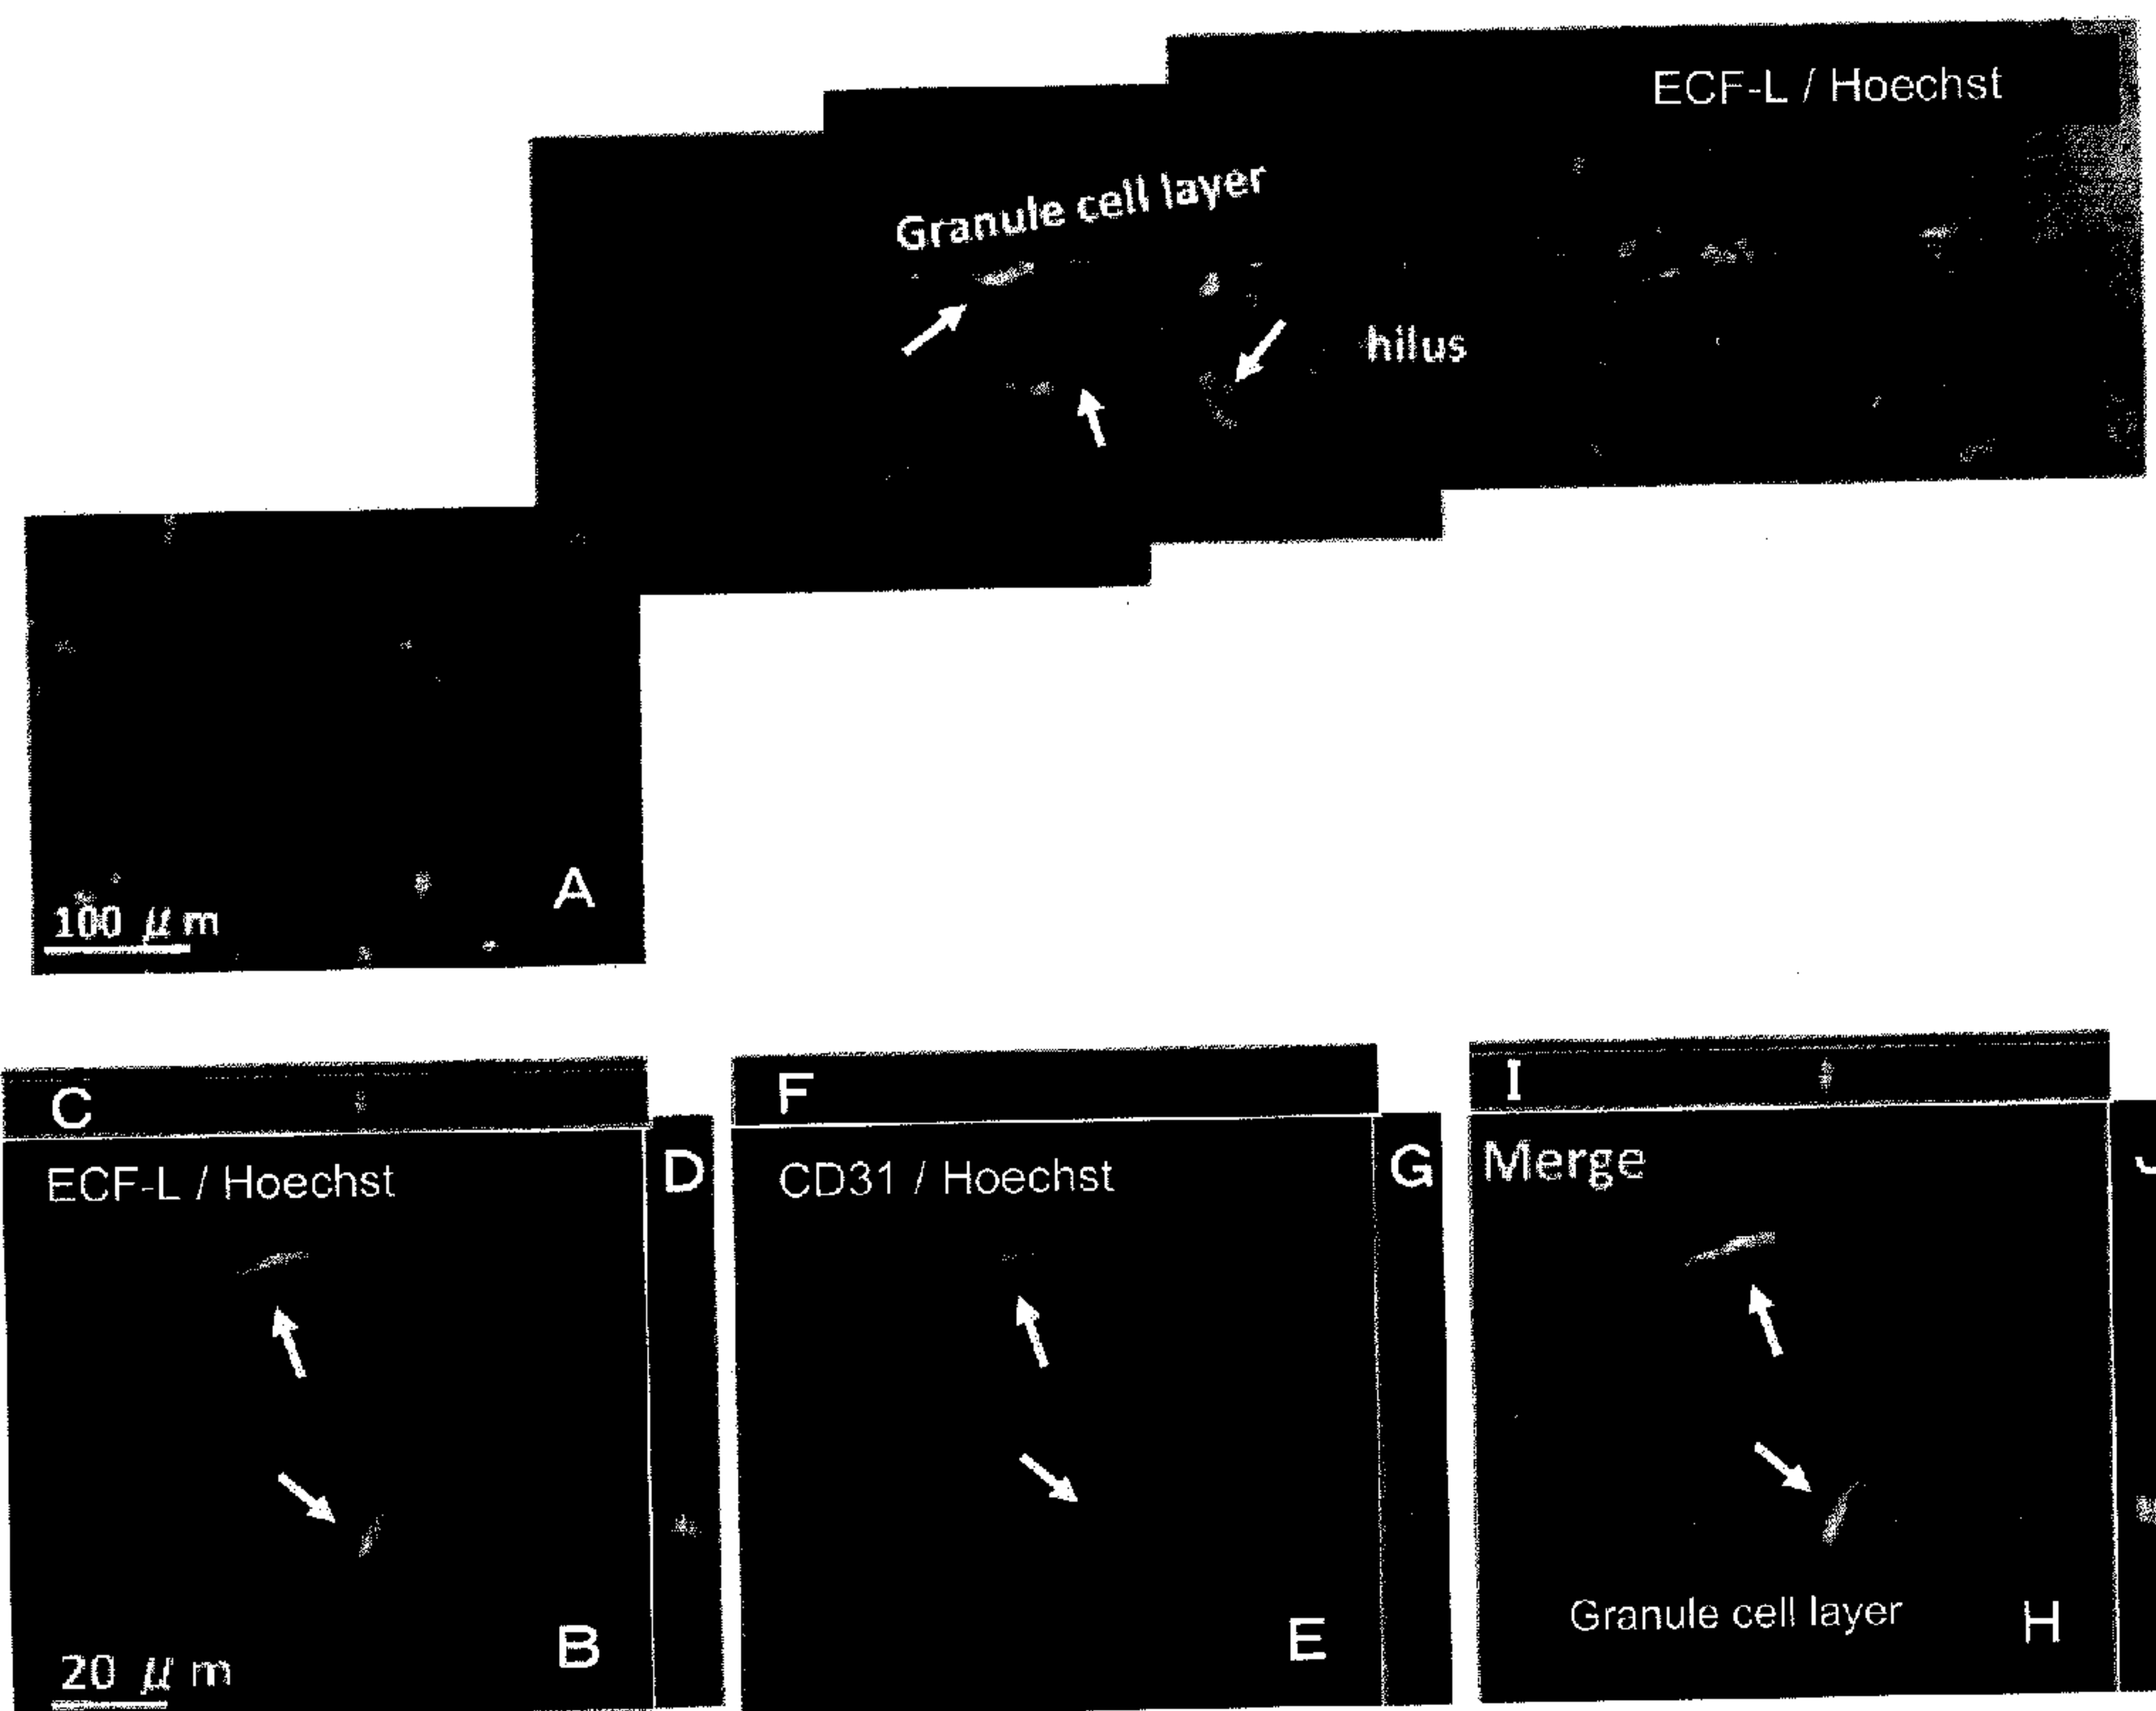 ECF-L / Hoechst
Granule cell layer
hilus
A
100 μm
C
F
I
ECF-L / Hoechst
D
CD31 / Hoechst
G
Merge
J
B
20 μm
E
Granule cell layer
H